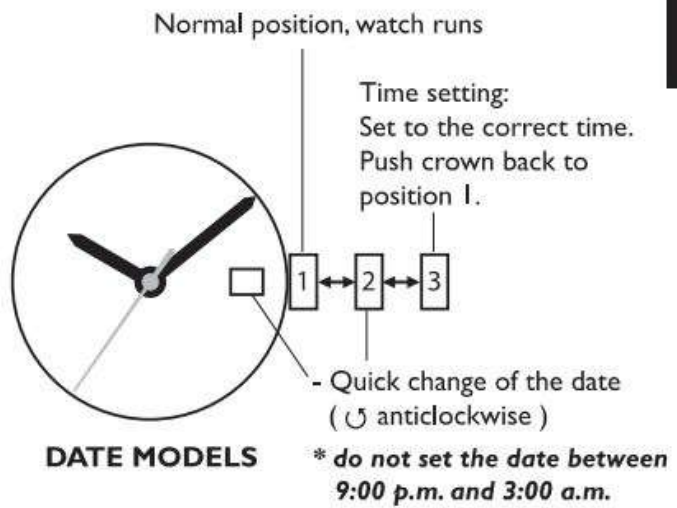 Normal position, watch runs
Time setting:
Set to the correct time.
Push crown back to
position 1.
1 2 3
- Quick change of the date
( ↺ anticlockwise )
DATE MODELS
* do not set the date between
9:00 p.m. and 3:00 a.m.